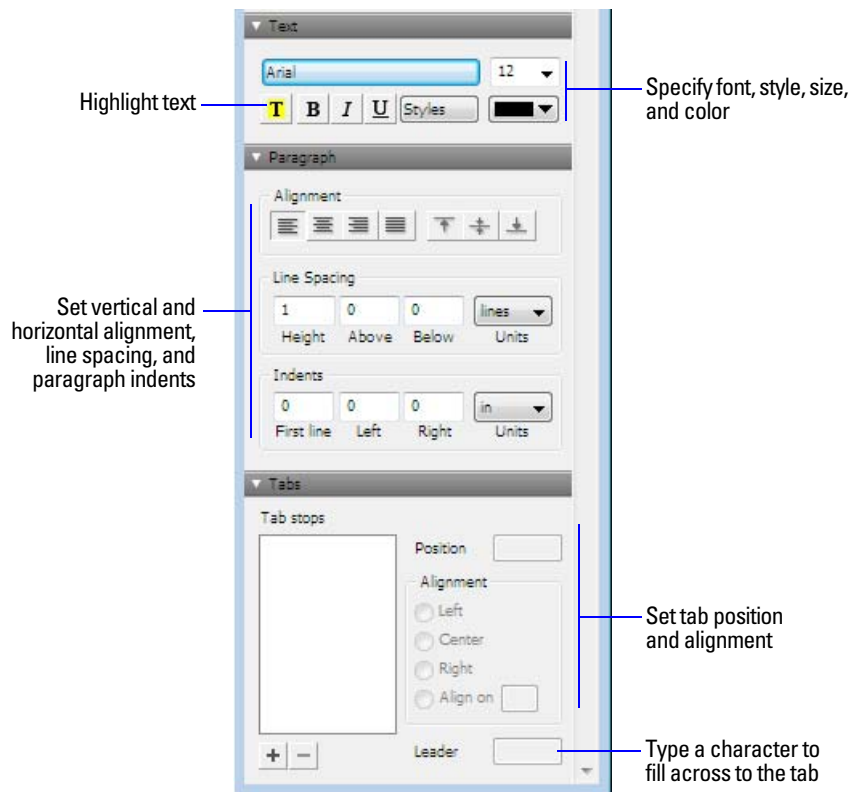 Text
Arial
12
Highlight text
T B I U Styles
Specify font, style, size,
and color
Paragraph
Alignment
Line Spacing
1 0 0 lines
Height Above Below Units
Set vertical and
horizontal alignment,
line spacing, and
paragraph indents
Indents
0 0 0 in
First line Left Right Units
Tabs
Tab stops
Position
Alignment
Left
Center
Right
Align on
Set tab position
and alignment
+ −
Leader
Type a character to
fill across to the tab